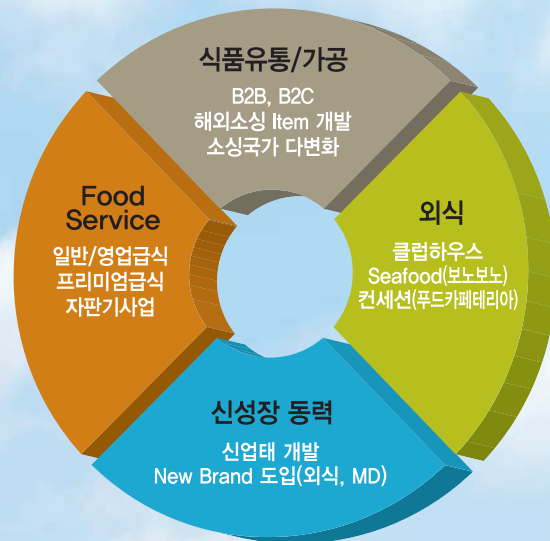 식품유통/가공
B2B, B2C
해외소싱 Item 개발
소싱국가 다변화
Food
Service
일반/영업급식
프리미엄급식
자판기사업
외식
클럽하우스
Seafood(보노보노)
컨세션(푸드카페테리아)
신성장 동력
신업태 개발
New Brand 도입(외식, MD)